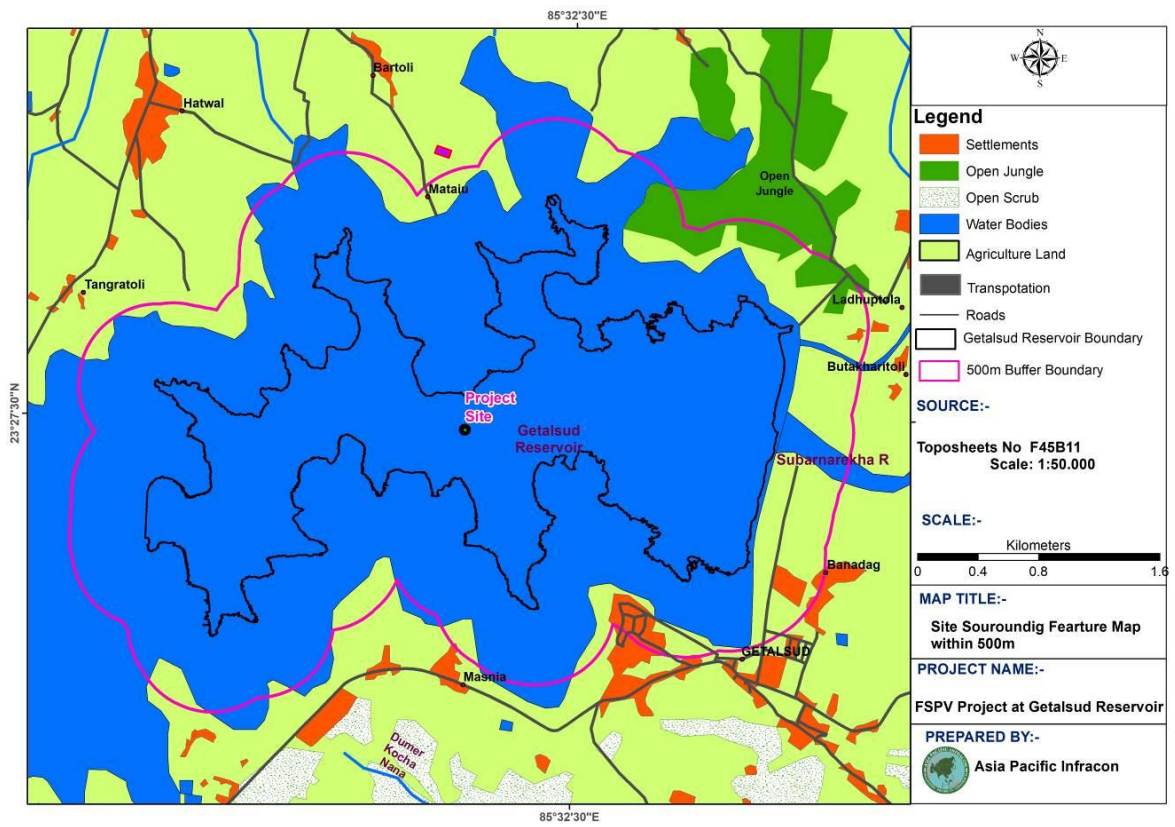 85°32'30"E
Bartoli
Hatwal
Mataiu
Open
Jungle
Tangratoli
Ladhuptola
Butakharitoli
23°27'30"N
Project
Site
Getalsud
Reservoir
Subarnarekha R
Banadag
GETALSUD
Masnia
Dumer
Kocha
Nana
85°32'30"E
N
W
E
S
Legend
Settlements
Open Jungle
Open Scrub
Water Bodies
Agriculture Land
Transpotation
Roads
Getalsud Reservoir Boundary
500m Buffer Boundary
SOURCE:-
Toposheets No F45B11
Scale: 1:50.000
SCALE:-
Kilometers
0 0.4 0.8 1.6
MAP TITLE:-
Site Souroundig Fearture Map
within 500m
PROJECT NAME:-
FSPV Project at Getalsud Reservoir
PREPARED BY:-
Asia Pacific Infracon